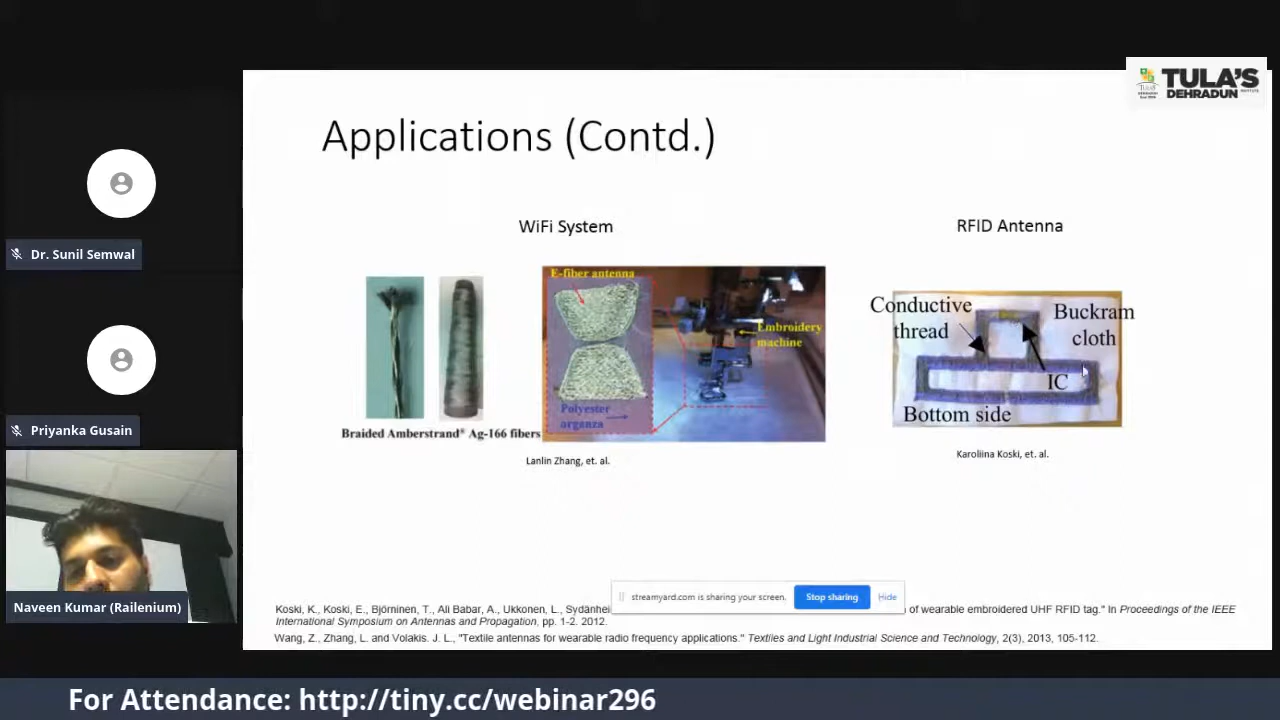 TULA'S
DEHRADUN
Applications (Contd.)
WiFi System
RFID Antenna
E-fiber antenna
Embroidery
machine
Polyester
organza
Braided Amberstrand® Ag-166 fibers
Lanlin Zhang, et. al.
Conductive
thread
Buckram
cloth
IC
Bottom side
Karoliina Koski, et. al.
Dr. Sunil Semwal
Priyanka Gusain
Naveen Kumar (Railenium)
streamyard.com is sharing your screen.
Stop sharing
Hide
Koski, K., Koski, E., Björninen, T., Ali Babar, A., Ukkonen, L., Sydänhei of wearable embroidered UHF RFID tag." In Proceedings of the IEEE
International Symposium on Antennas and Propagation, pp. 1-2. 2012.
Wang, Z., Zhang, L. and Volakis. J. L., "Textile antennas for wearable radio frequency applications." Textiles and Light Industrial Science and Technology, 2(3), 2013, 105-112.
For Attendance: http://tiny.cc/webinar296